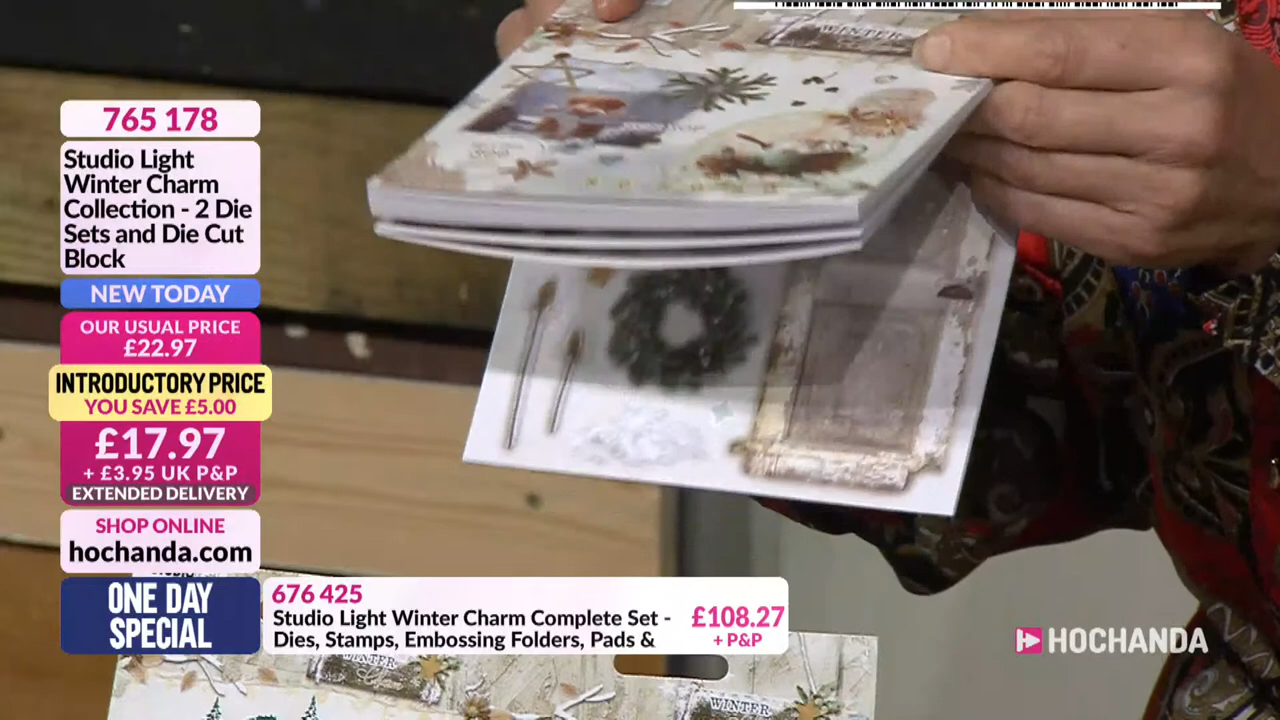 765 178
Studio Light
Winter Charm
Collection - 2 Die
Sets and Die Cut
Block
NEW TODAY
OUR USUAL PRICE
£22.97
INTRODUCTORY PRICE
YOU SAVE £5.00
£17.97
+ £3.95 UK P&P
EXTENDED DELIVERY
SHOP ONLINE
hochanda.com
ONE DAY
SPECIAL
676 425
Studio Light Winter Charm Complete Set -
Dies, Stamps, Embossing Folders, Pads &
£108.27
+ P&P
HOCHANDA
WINTER
WINTER
WINTER